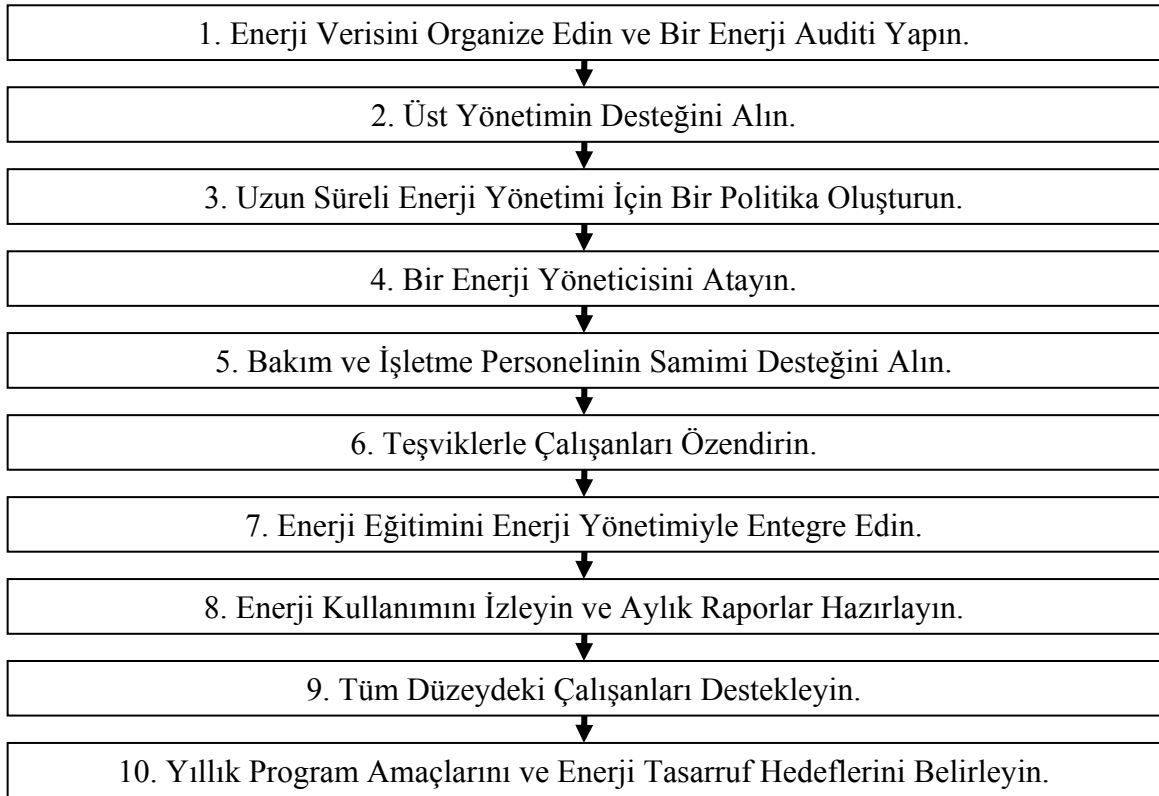 1. Enerji Verisini Organize Edin ve Bir Enerji Auditi Yapın.
2. Üst Yönetimin Desteğini Alın.
3. Uzun Süreli Enerji Yönetimi İçin Bir Politika Oluşturun.
4. Bir Enerji Yöneticisini Atayın.
5. Bakım ve İşletme Personelinin Samimi Desteğini Alın.
6. Teşviklerle Çalışanları Özendirin.
7. Enerji Eğitimini Enerji Yönetimiyle Entegre Edin.
8. Enerji Kullanımını İzleyin ve Aylık Raporlar Hazırlayın.
9. Tüm Düzeydeki Çalışanları Destekleyin.
10. Yıllık Program Amaçlarını ve Enerji Tasarruf Hedeflerini Belirleyin.